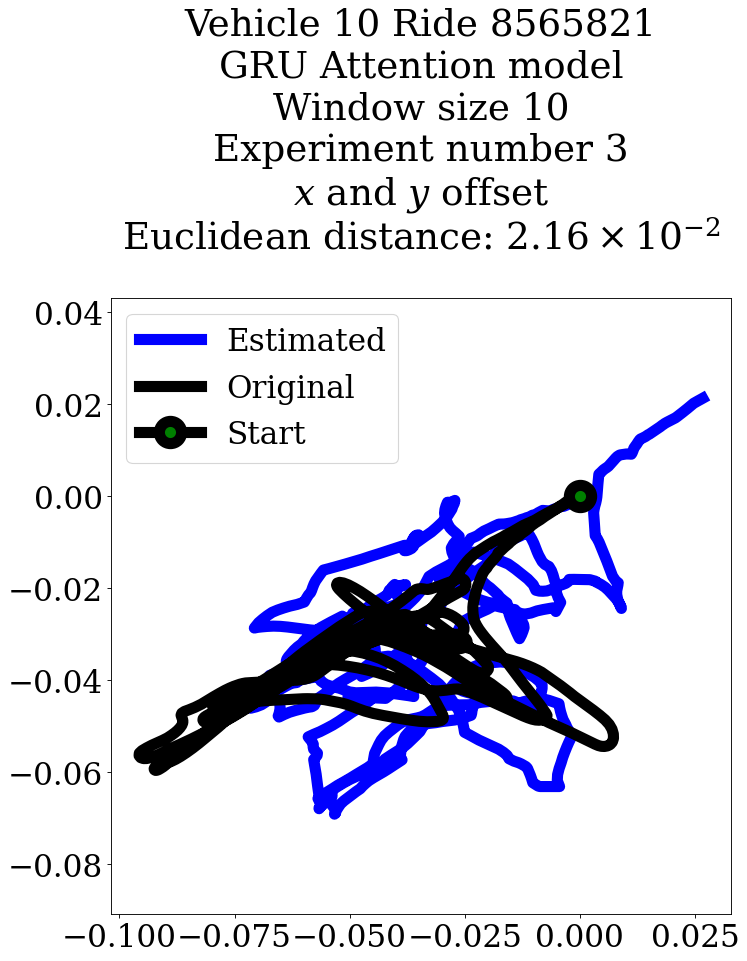 Vehicle 10 Ride 8565821
GRU Attention model
Window size 10
Experiment number 3
x and y offset
Euclidean distance: 2.16 × 10⁻²
Estimated
Original
Start
0.04
0.02
0.00
−0.02
−0.04
−0.06
−0.08
−0.100 −0.075 −0.050 −0.025 0.000 0.025